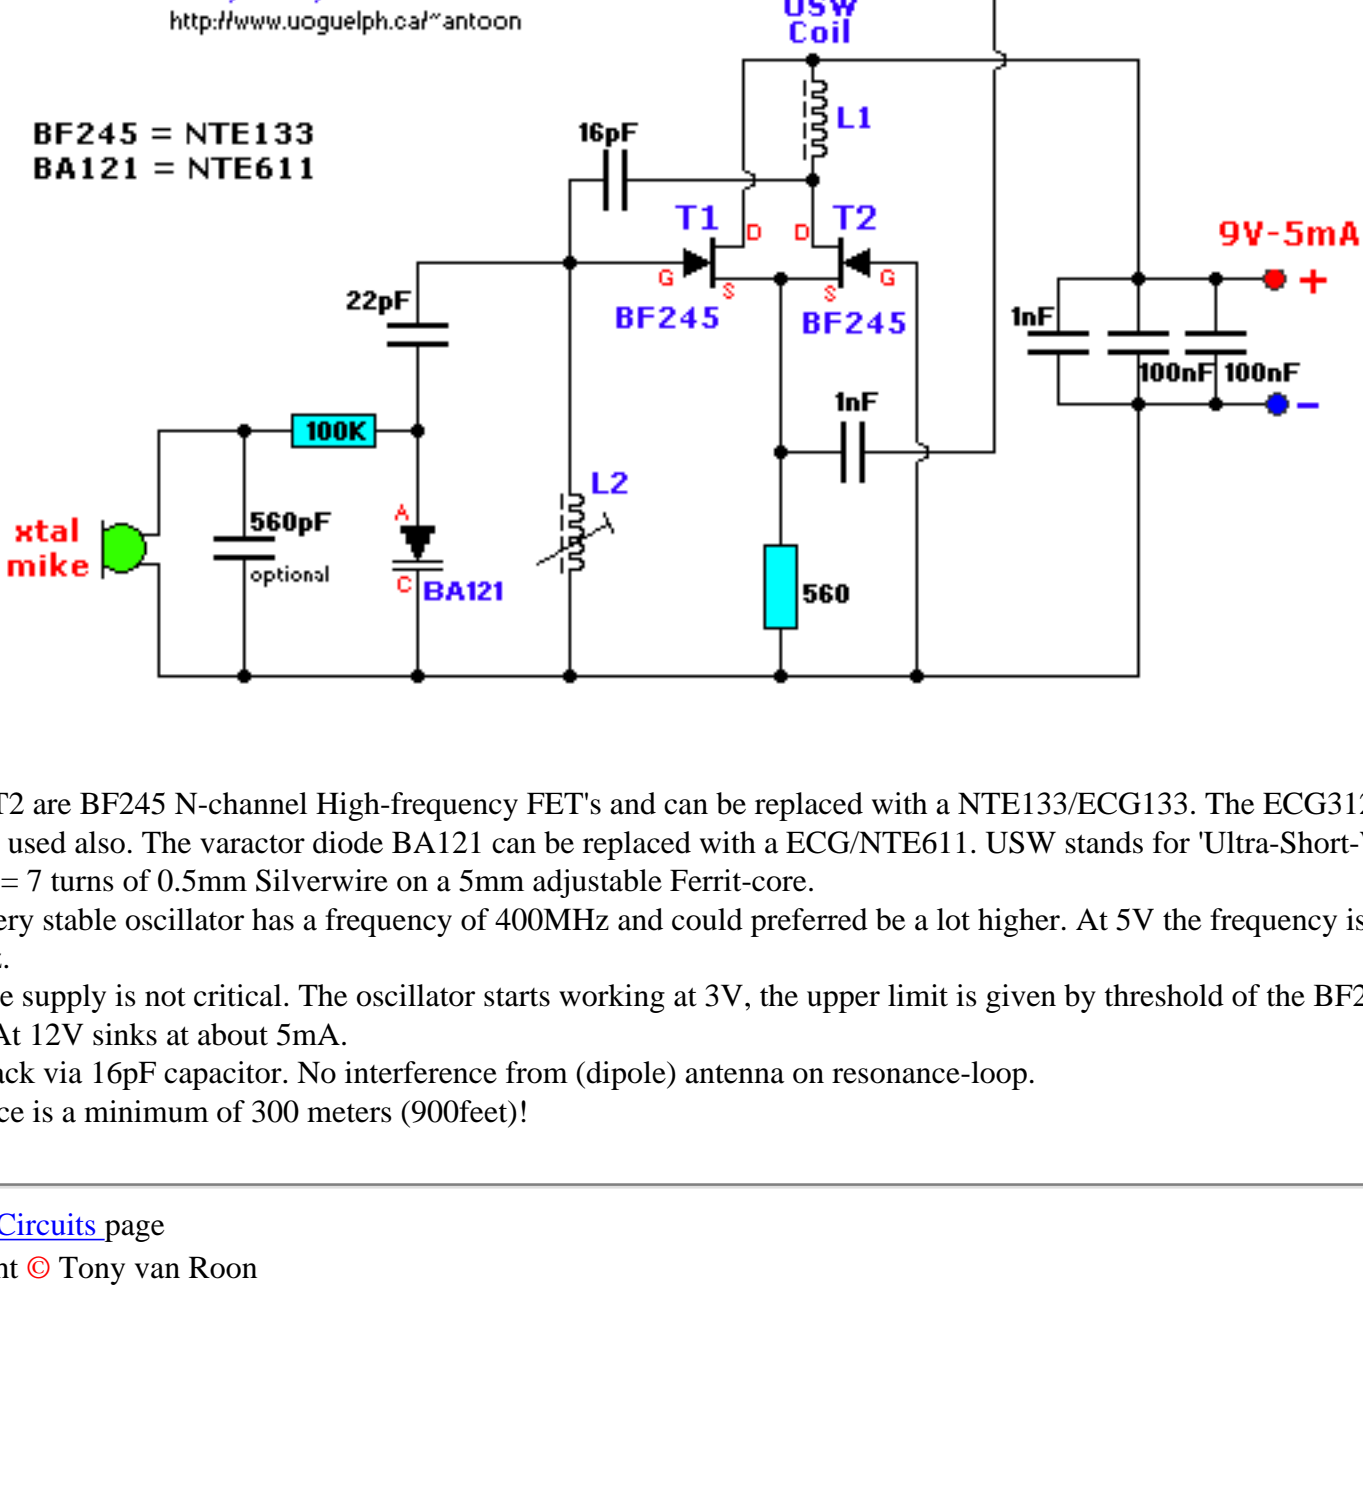 http://www.uoguelph.ca/~antoon
USW
Coil
BF245 = NTE133
BA121 = NTE611
16pF
L1
T1
D
D
T2
9V-5mA
G
S
S
G
+
22pF
BF245
BF245
1nF
100nF
100nF
1nF
–
100K
L2
xtal
mike
560pF
optional
A
C
BA121
560
T2 are BF245 N-channel High-frequency FET's and can be replaced with a NTE133/ECG133. The ECG312
used also. The varactor diode BA121 can be replaced with a ECG/NTE611. USW stands for 'Ultra-Short-
= 7 turns of 0.5mm Silverwire on a 5mm adjustable Ferrit-core.
ery stable oscillator has a frequency of 400MHz and could preferred be a lot higher. At 5V the frequency is
z.
e supply is not critical. The oscillator starts working at 3V, the upper limit is given by threshold of the BF2
At 12V sinks at about 5mA.
ack via 16pF capacitor. No interference from (dipole) antenna on resonance-loop.
ce is a minimum of 300 meters (900feet)!
Circuits page
nt © Tony van Roon